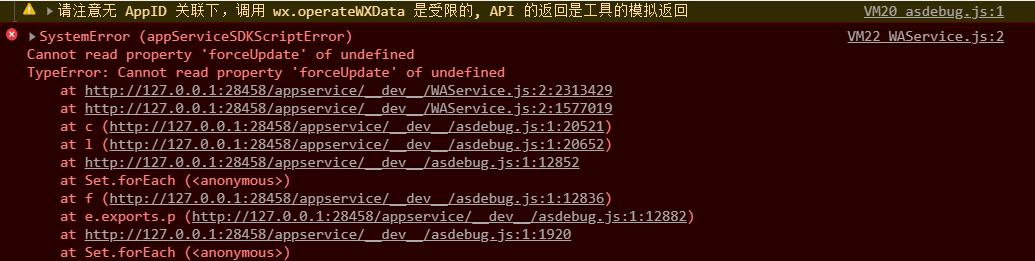 ▶请注意无 AppID 关联下，调用 wx.operateWXData 是受限的, API 的返回是工具的模拟返回 VM20 asdebug.js:1
▶SystemError (appServiceSDKScriptError) VM22 WAService.js:2
Cannot read property 'forceUpdate' of undefined
TypeError: Cannot read property 'forceUpdate' of undefined
at http://127.0.0.1:28458/appservice/__dev__/WAService.js:2:2313429
at http://127.0.0.1:28458/appservice/__dev__/WAService.js:2:1577019
at c (http://127.0.0.1:28458/appservice/__dev__/asdebug.js:1:20521)
at l (http://127.0.0.1:28458/appservice/__dev__/asdebug.js:1:20652)
at http://127.0.0.1:28458/appservice/__dev__/asdebug.js:1:12852
at Set.forEach (<anonymous>)
at f (http://127.0.0.1:28458/appservice/__dev__/asdebug.js:1:12836)
at e.exports.p (http://127.0.0.1:28458/appservice/__dev__/asdebug.js:1:12882)
at http://127.0.0.1:28458/appservice/__dev__/asdebug.js:1:1920
at Set.forEach (<anonymous>)